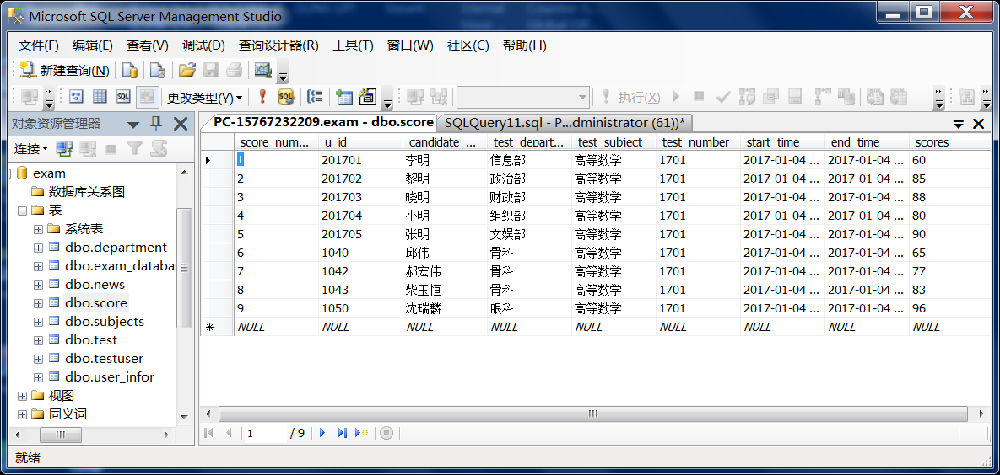 Microsoft SQL Server Management Studio
文件(F) 编辑(E) 查看(V) 调试(D) 查询设计器(R) 工具(T) 窗口(W) 社区(C) 帮助(H)
新建查询(N)
更改类型(Y) 执行(X)
对象资源管理器
连接
exam
数据库关系图
表
系统表
dbo.department
dbo.exam_databa
dbo.news
dbo.score
dbo.subjects
dbo.test
dbo.testuser
dbo.user_infor
视图
同义词
PC-15767232209.exam - dbo.score SQLQuery11.sql - P...dministrator (61))*
score_num... u_id candidate_... test_depart... test_subject test_number start_time end_time scores
1 201701 李明 信息部 高等数学 1701 2017-01-04 ... 2017-01-04 ... 60
2 201702 黎明 政治部 高等数学 1701 2017-01-04 ... 2017-01-04 ... 85
3 201703 晓明 财政部 高等数学 1701 2017-01-04 ... 2017-01-04 ... 88
4 201704 小明 组织部 高等数学 1701 2017-01-04 ... 2017-01-04 ... 80
5 201705 张明 文娱部 高等数学 1701 2017-01-04 ... 2017-01-04 ... 90
6 1040 邱伟 骨科 高等数学 1701 2017-01-04 ... 2017-01-04 ... 65
7 1042 郝宏伟 骨科 高等数学 1701 2017-01-04 ... 2017-01-04 ... 77
8 1043 柴玉恒 骨科 高等数学 1701 2017-01-04 ... 2017-01-04 ... 83
9 1050 沈瑞麟 眼科 高等数学 1701 2017-01-04 ... 2017-01-04 ... 96
NULL NULL NULL NULL NULL NULL NULL NULL NULL
1 / 9
就绪